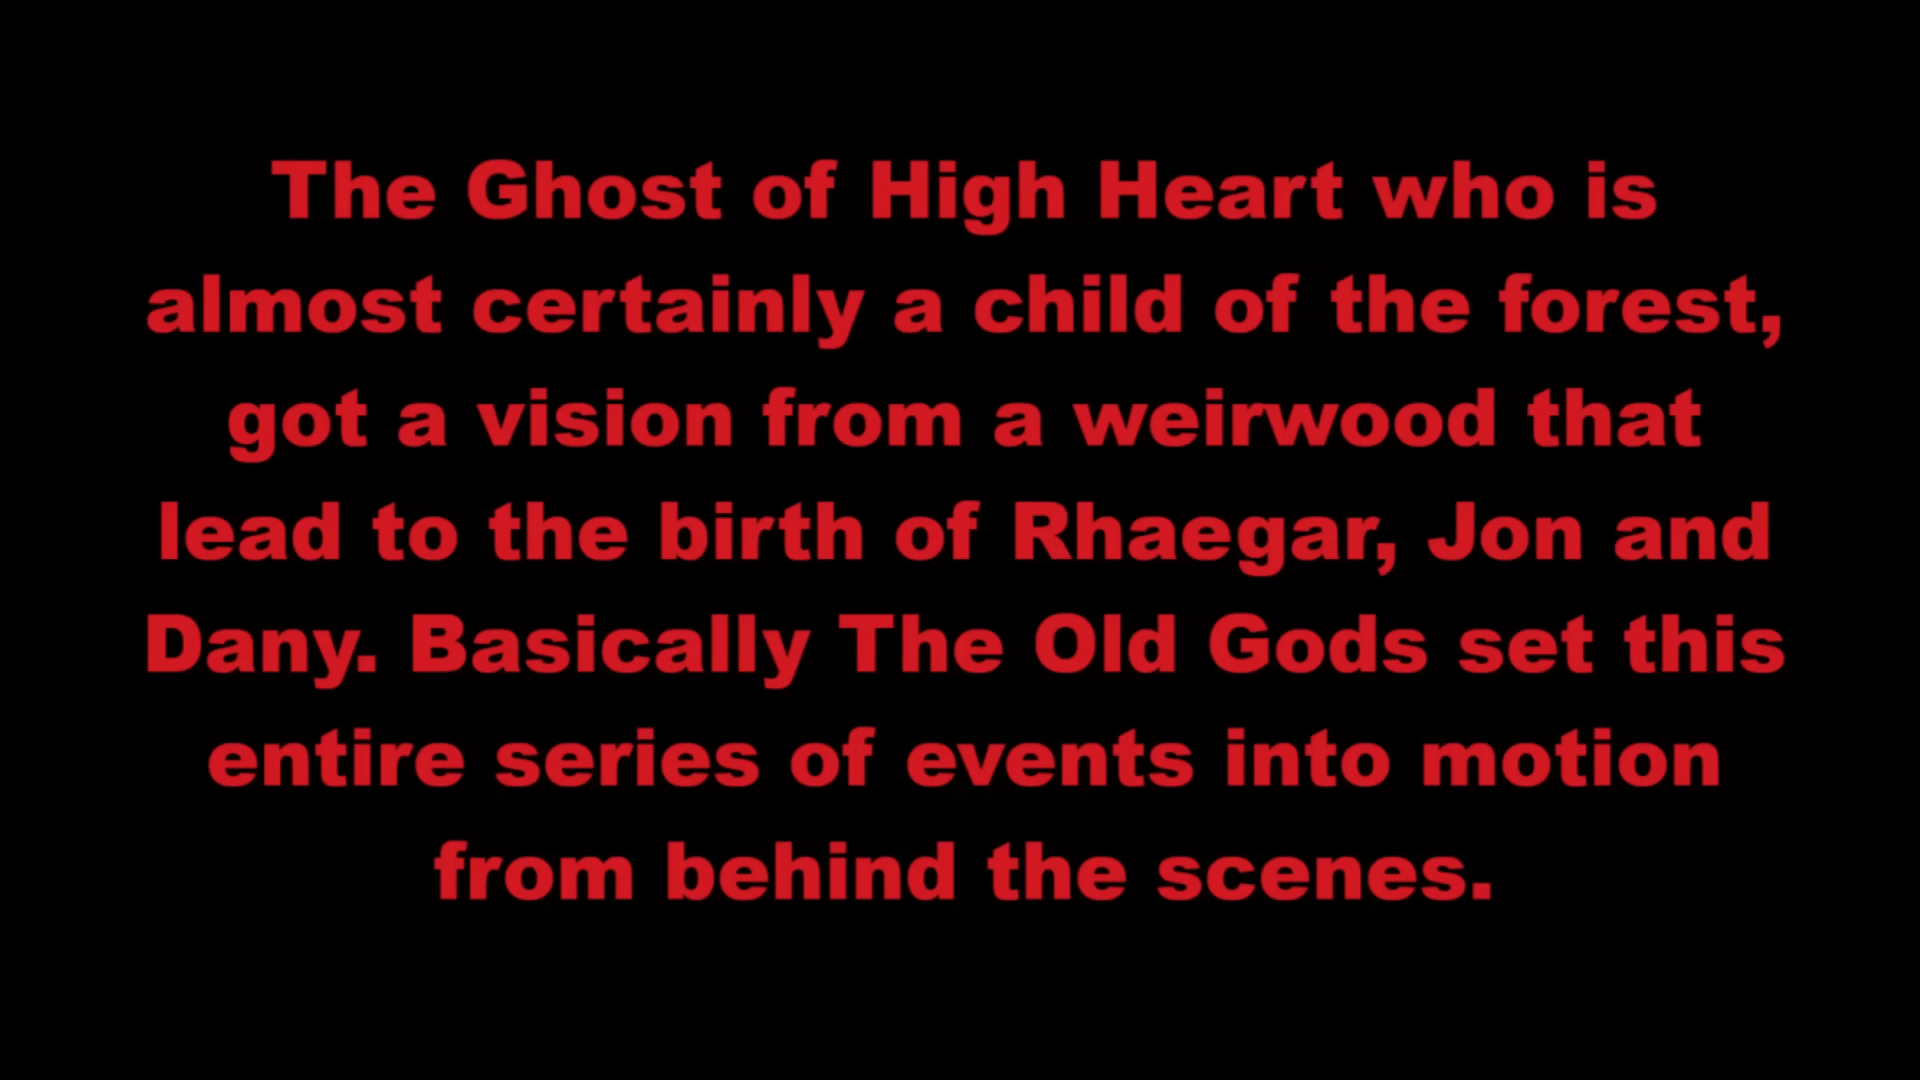 The Ghost of High Heart who is
almost certainly a child of the forest,
got a vision from a weirwood that
lead to the birth of Rhaegar, Jon and
Dany. Basically The Old Gods set this
entire series of events into motion
from behind the scenes.